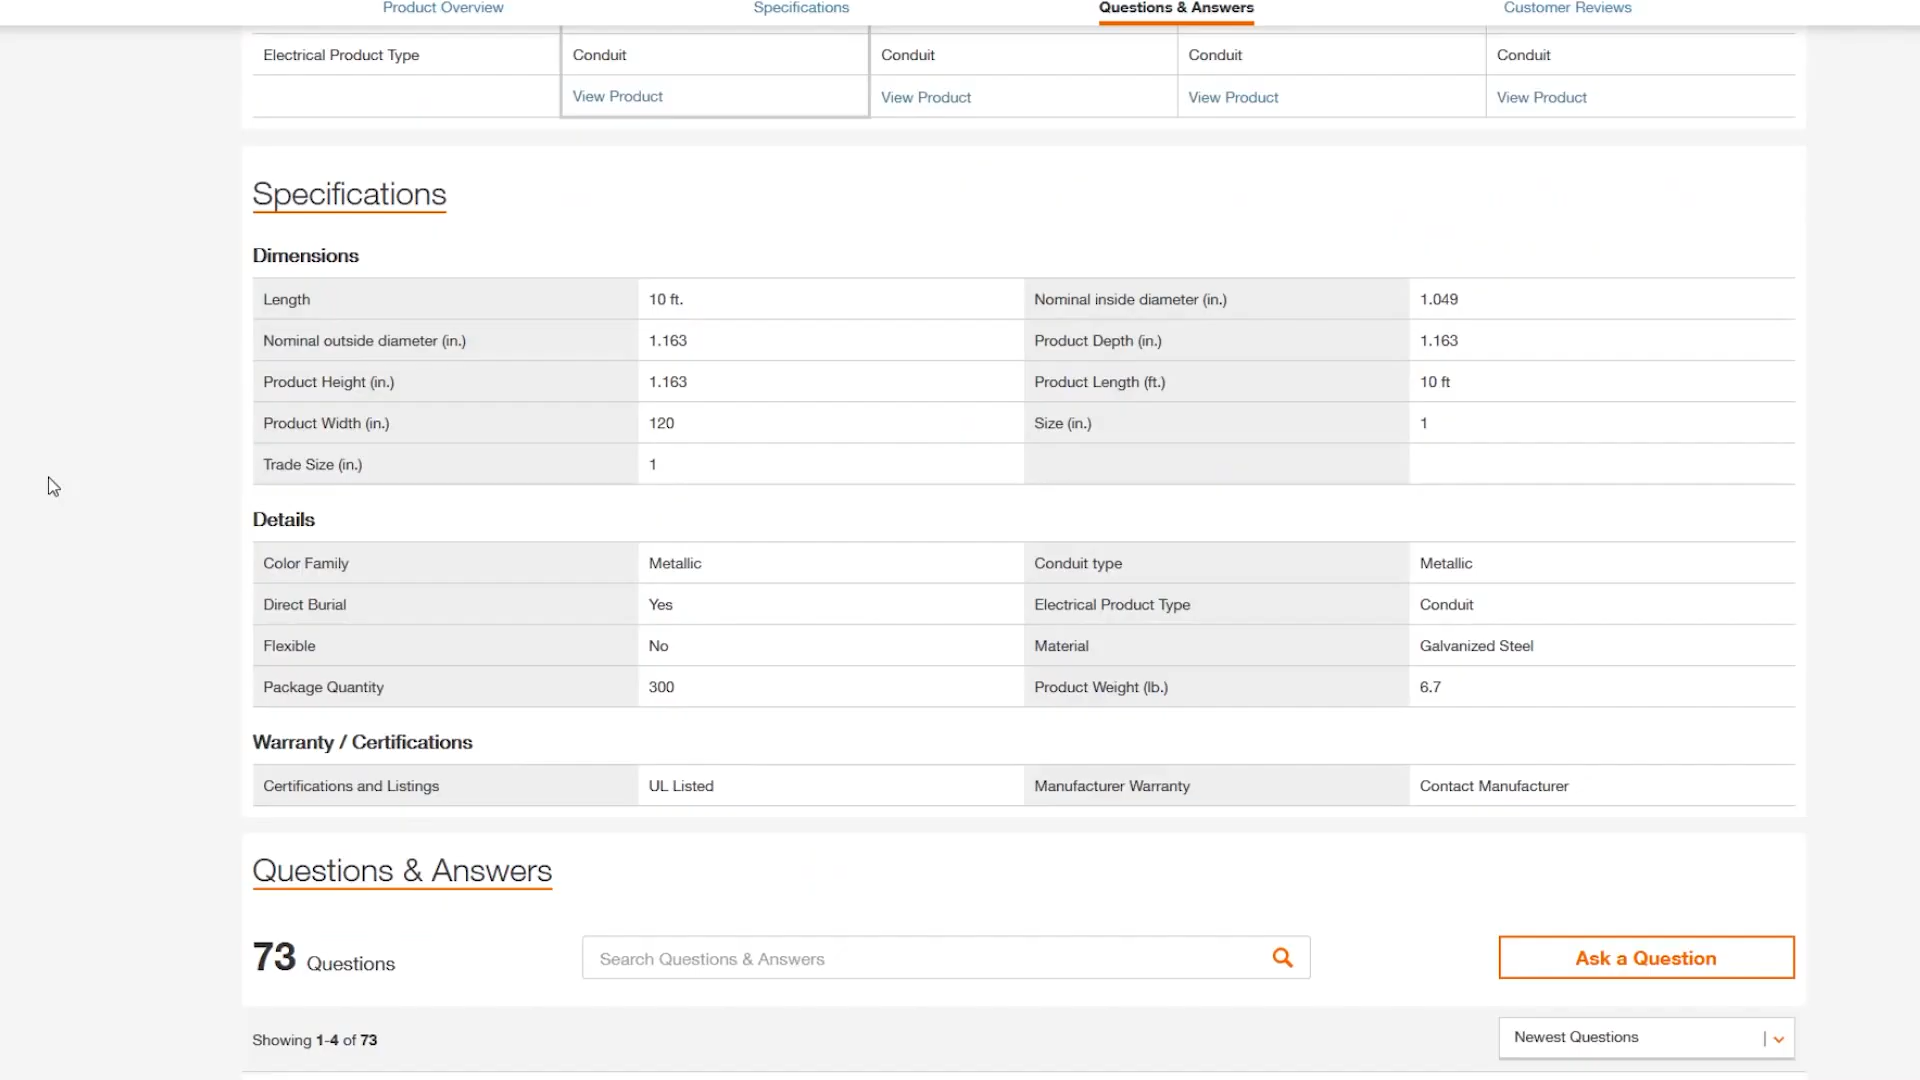 Product Overview Specifications Questions & Answers Customer Reviews
Electrical Product Type Conduit Conduit Conduit Conduit
View Product View Product View Product View Product
Specifications
Dimensions
Length 10 ft. Nominal inside diameter (in.) 1.049
Nominal outside diameter (in.) 1.163 Product Depth (in.) 1.163
Product Height (in.) 1.163 Product Length (ft.) 10 ft
Product Width (in.) 120 Size (in.) 1
Trade Size (in.) 1
Details
Color Family Metallic Conduit type Metallic
Direct Burial Yes Electrical Product Type Conduit
Flexible No Material Galvanized Steel
Package Quantity 300 Product Weight (lb.) 6.7
Warranty / Certifications
Certifications and Listings UL Listed Manufacturer Warranty Contact Manufacturer
Questions & Answers
73 Questions Search Questions & Answers Ask a Question
Showing 1-4 of 73 Newest Questions